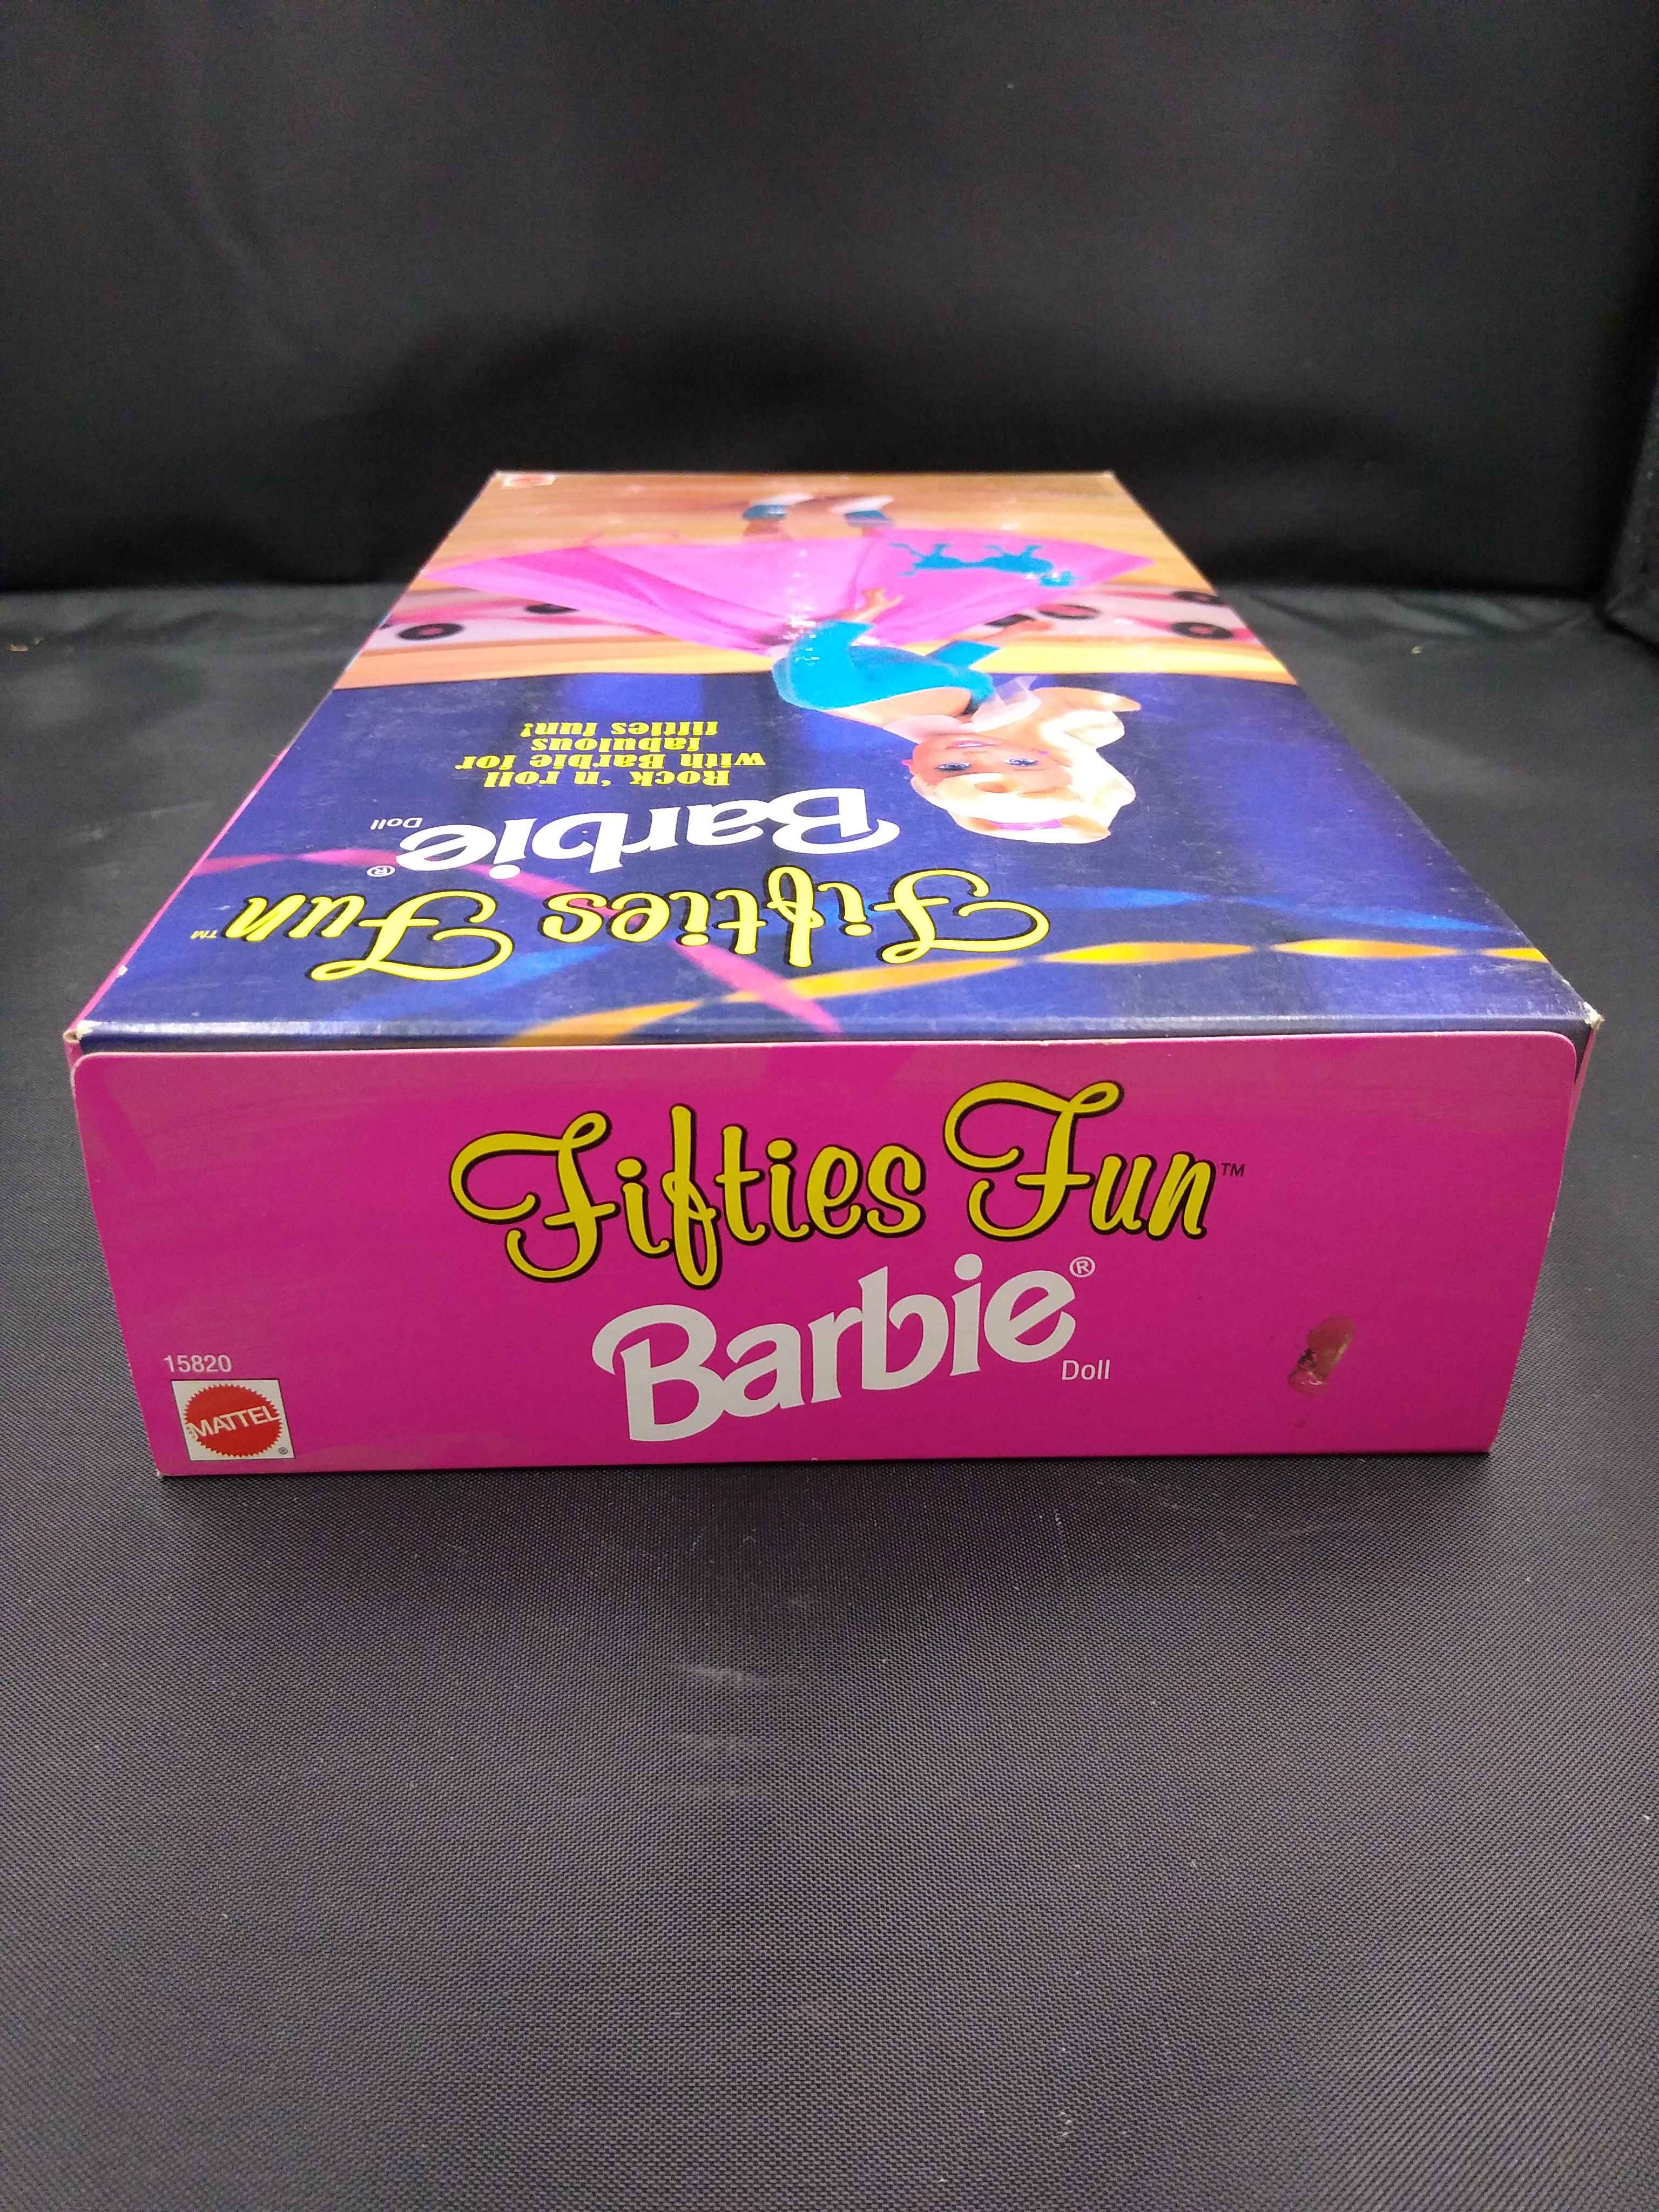 Fifties Fun™
Barbie®
Doll
Rock 'n roll
with Barbie for
fabulous
fifties fun!
Fifties Fun™
Barbie®
Doll
15820
MATTEL®